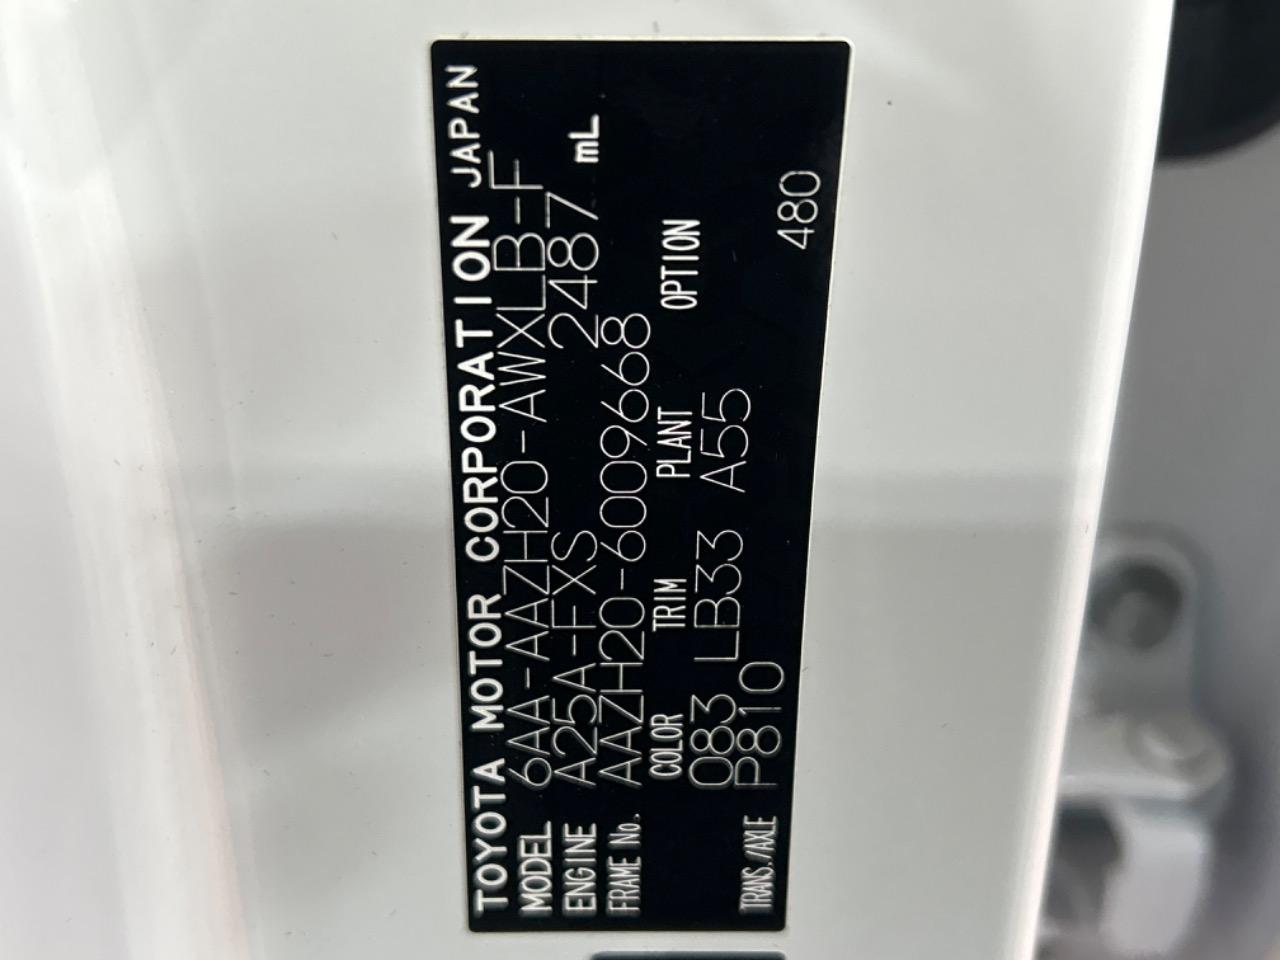 TOYOTA MOTOR CORPORATION JAPAN
MODEL 6AA-AAZH20-AWXLB-F
ENGINE A25A-FXS 2487 mL
FRAME No. AAZH20-6009668
COLOR TRIM PLANT OPTION
083 LB33 A55
TRANS./AXLE P810
480